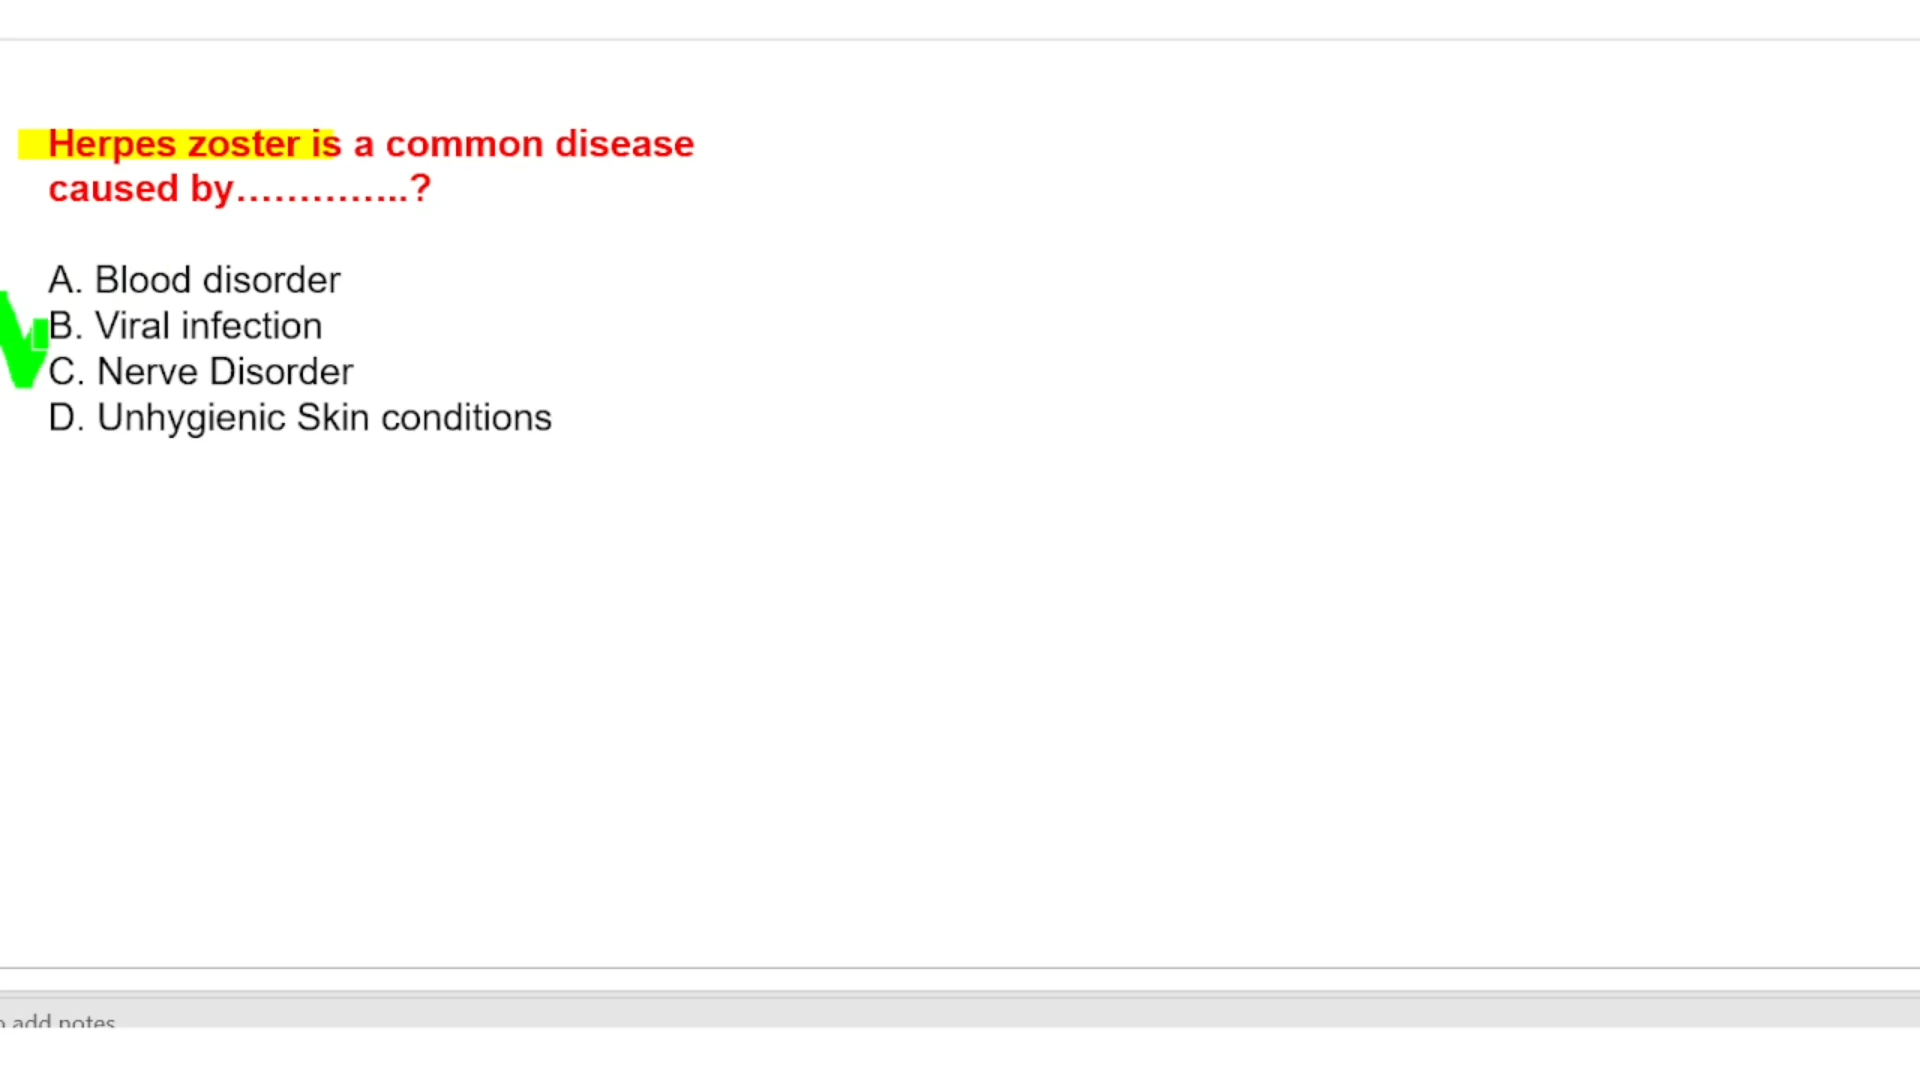 Herpes zoster is a common disease
caused by…………..?
A. Blood disorder
B. Viral infection
C. Nerve Disorder
D. Unhygienic Skin conditions
add notes